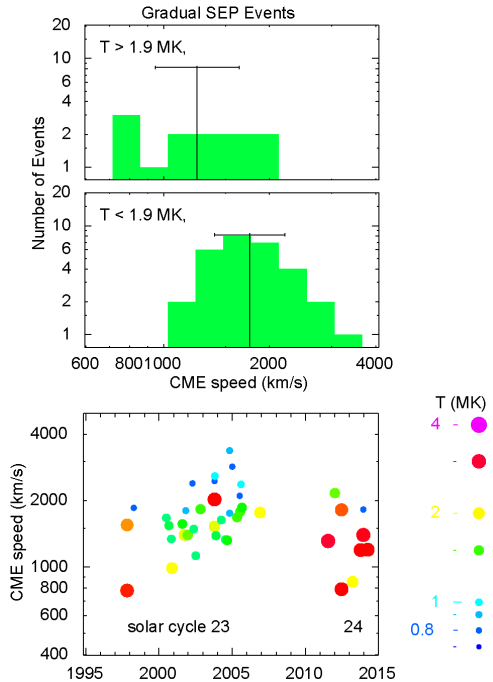 Gradual SEP Events
20
10
6
4
2
1
T > 1.9 MK,
Number of Events
20
10
6
4
2
1
T < 1.9 MK,
600 8001000 2000 4000
CME speed (km/s)
4000
2000
1000
800
600
400
CME speed (km/s)
solar cycle 23
24
1995 2000 2005 2010 2015
T (MK)
4 -
-
2 -
-
1 -
-
0.8 -
-